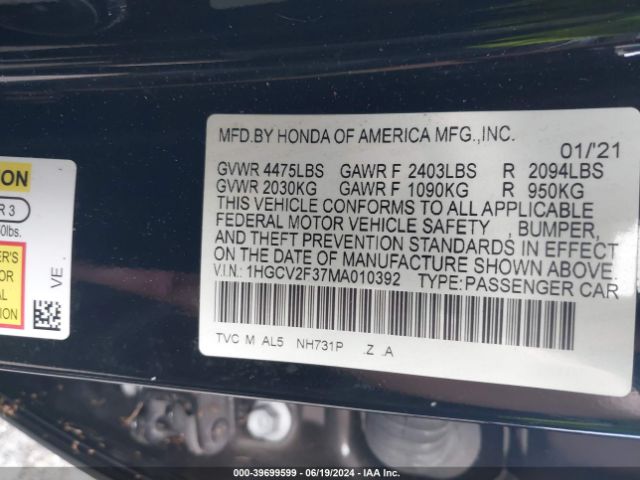 MFD.BY HONDA OF AMERICA MFG.,INC.
01/'21
GVWR 4475LBS GAWR F 2403LBS R 2094LBS
GVWR 2030KG GAWR F 1090KG R 950KG
THIS VEHICLE CONFORMS TO ALL APPLICABLE
FEDERAL MOTOR VEHICLE SAFETY , BUMPER,
AND THEFT PREVENTION STANDARDS IN EFFECT
ON THE DATE OF MANUFACTURE SHOWN ABOVE.
V.I.N.: 1HGCV2F37MA010392 TYPE:PASSENGER CAR
TVC M AL5 NH731P .Z .A
ION
R 3
0lbs.
R'S
OR
AL
S
VE
000-39699599 - 06/19/2024 - IAA Inc.